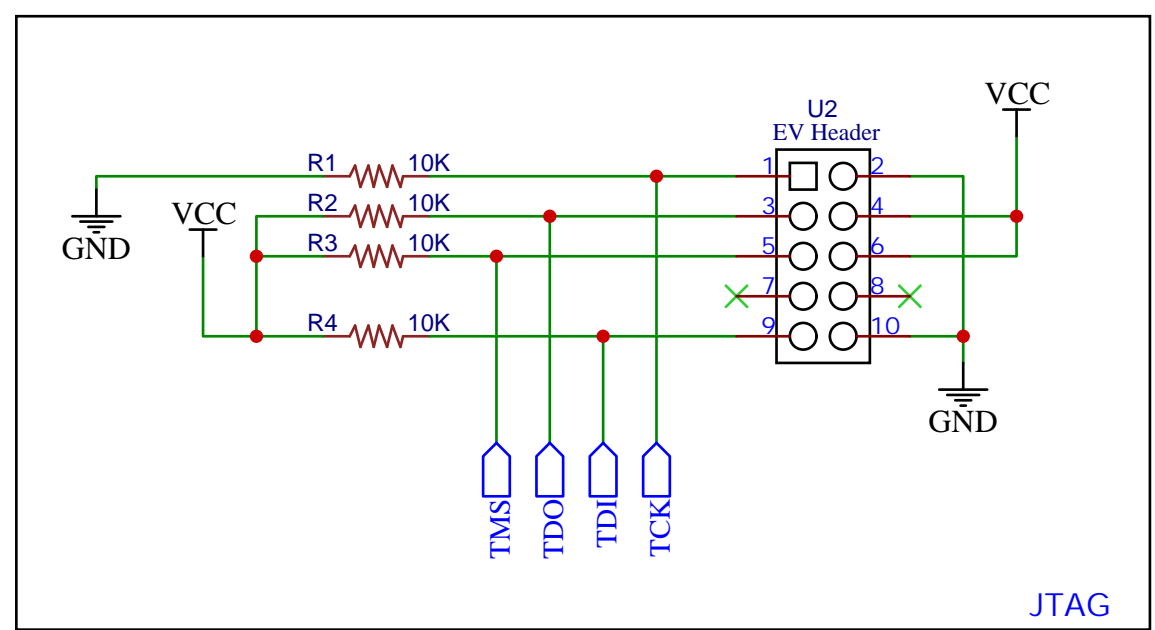 VCC
U2
EV Header
R1 10K
1 2
R2 10K
3 4
VCC
R3 10K
5 6
GND
7 8
R4 10K
9 10
GND
TMS
TDO
TDI
TCK
JTAG